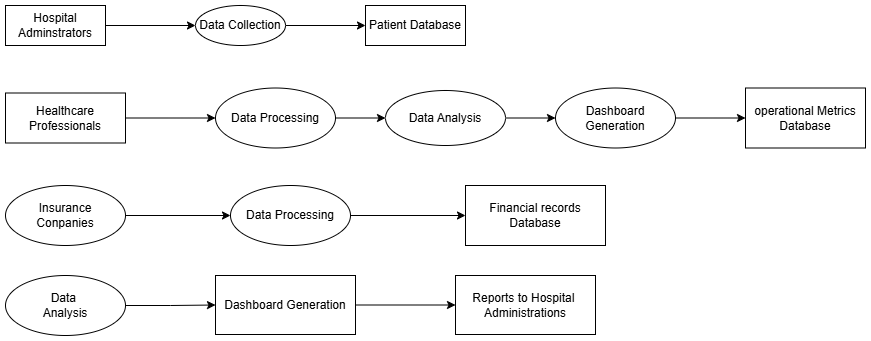 Hospital
Adminstrators
Data Collection
Patient Database
Healthcare
Professionals
Data Processing
Data Analysis
Dashboard
Generation
operational Metrics
Database
Insurance
Conpanies
Data Processing
Financial records
Database
Data
Analysis
Dashboard Generation
Reports to Hospital
Administrations